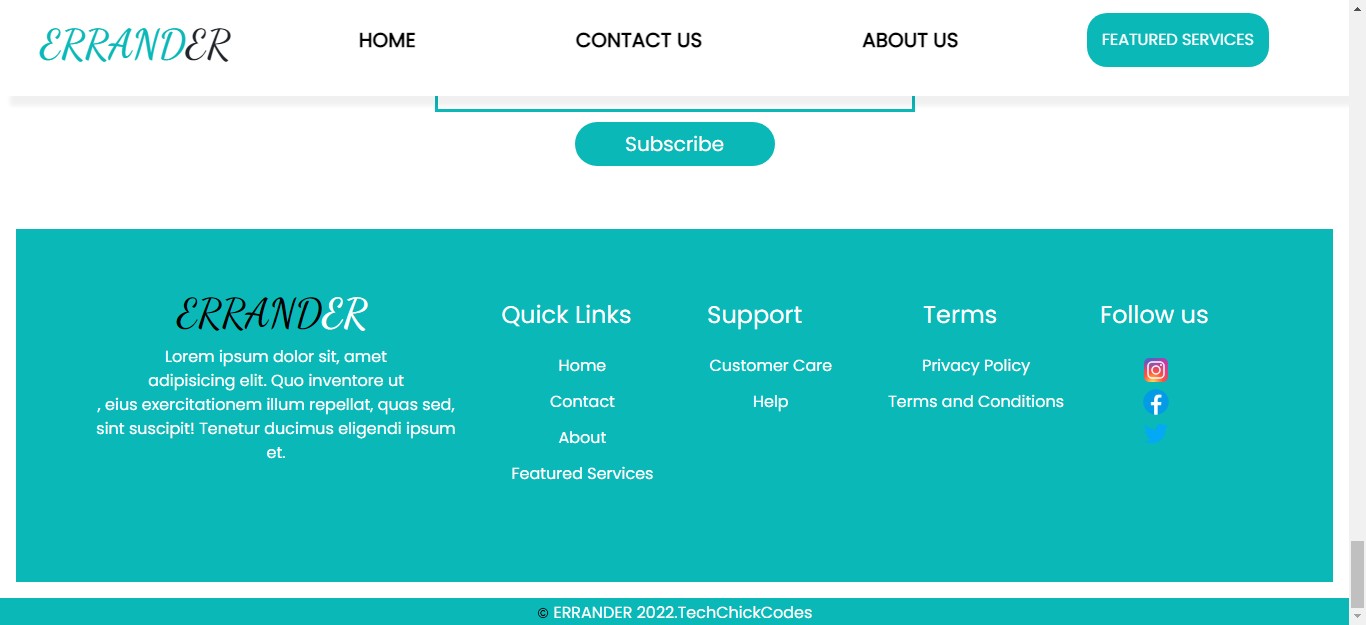 ERRANDER
HOME
CONTACT US
ABOUT US
FEATURED SERVICES
Subscribe
ERRANDER
Lorem ipsum dolor sit, amet
adipisicing elit. Quo inventore ut
, eius exercitationem illum repellat, quas sed,
sint suscipit! Tenetur ducimus eligendi ipsum
et.
Quick Links
Home
Contact
About
Featured Services
Support
Customer Care
Help
Terms
Privacy Policy
Terms and Conditions
Follow us
© ERRANDER 2022.TechChickCodes